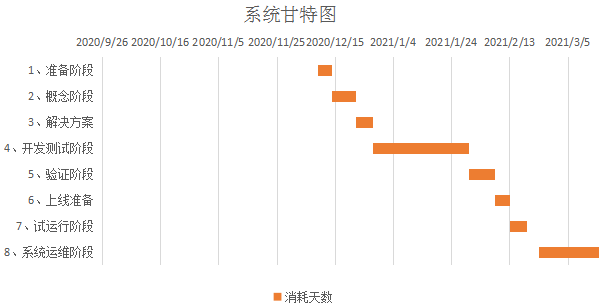 系统甘特图
2020/9/26 2020/10/16 2020/11/5 2020/11/25 2020/12/15 2021/1/4 2021/1/24 2021/2/13 2021/3/5
1、准备阶段
2、概念阶段
3、解决方案
4、开发测试阶段
5、验证阶段
6、上线准备
7、试运行阶段
8、系统运维阶段
消耗天数